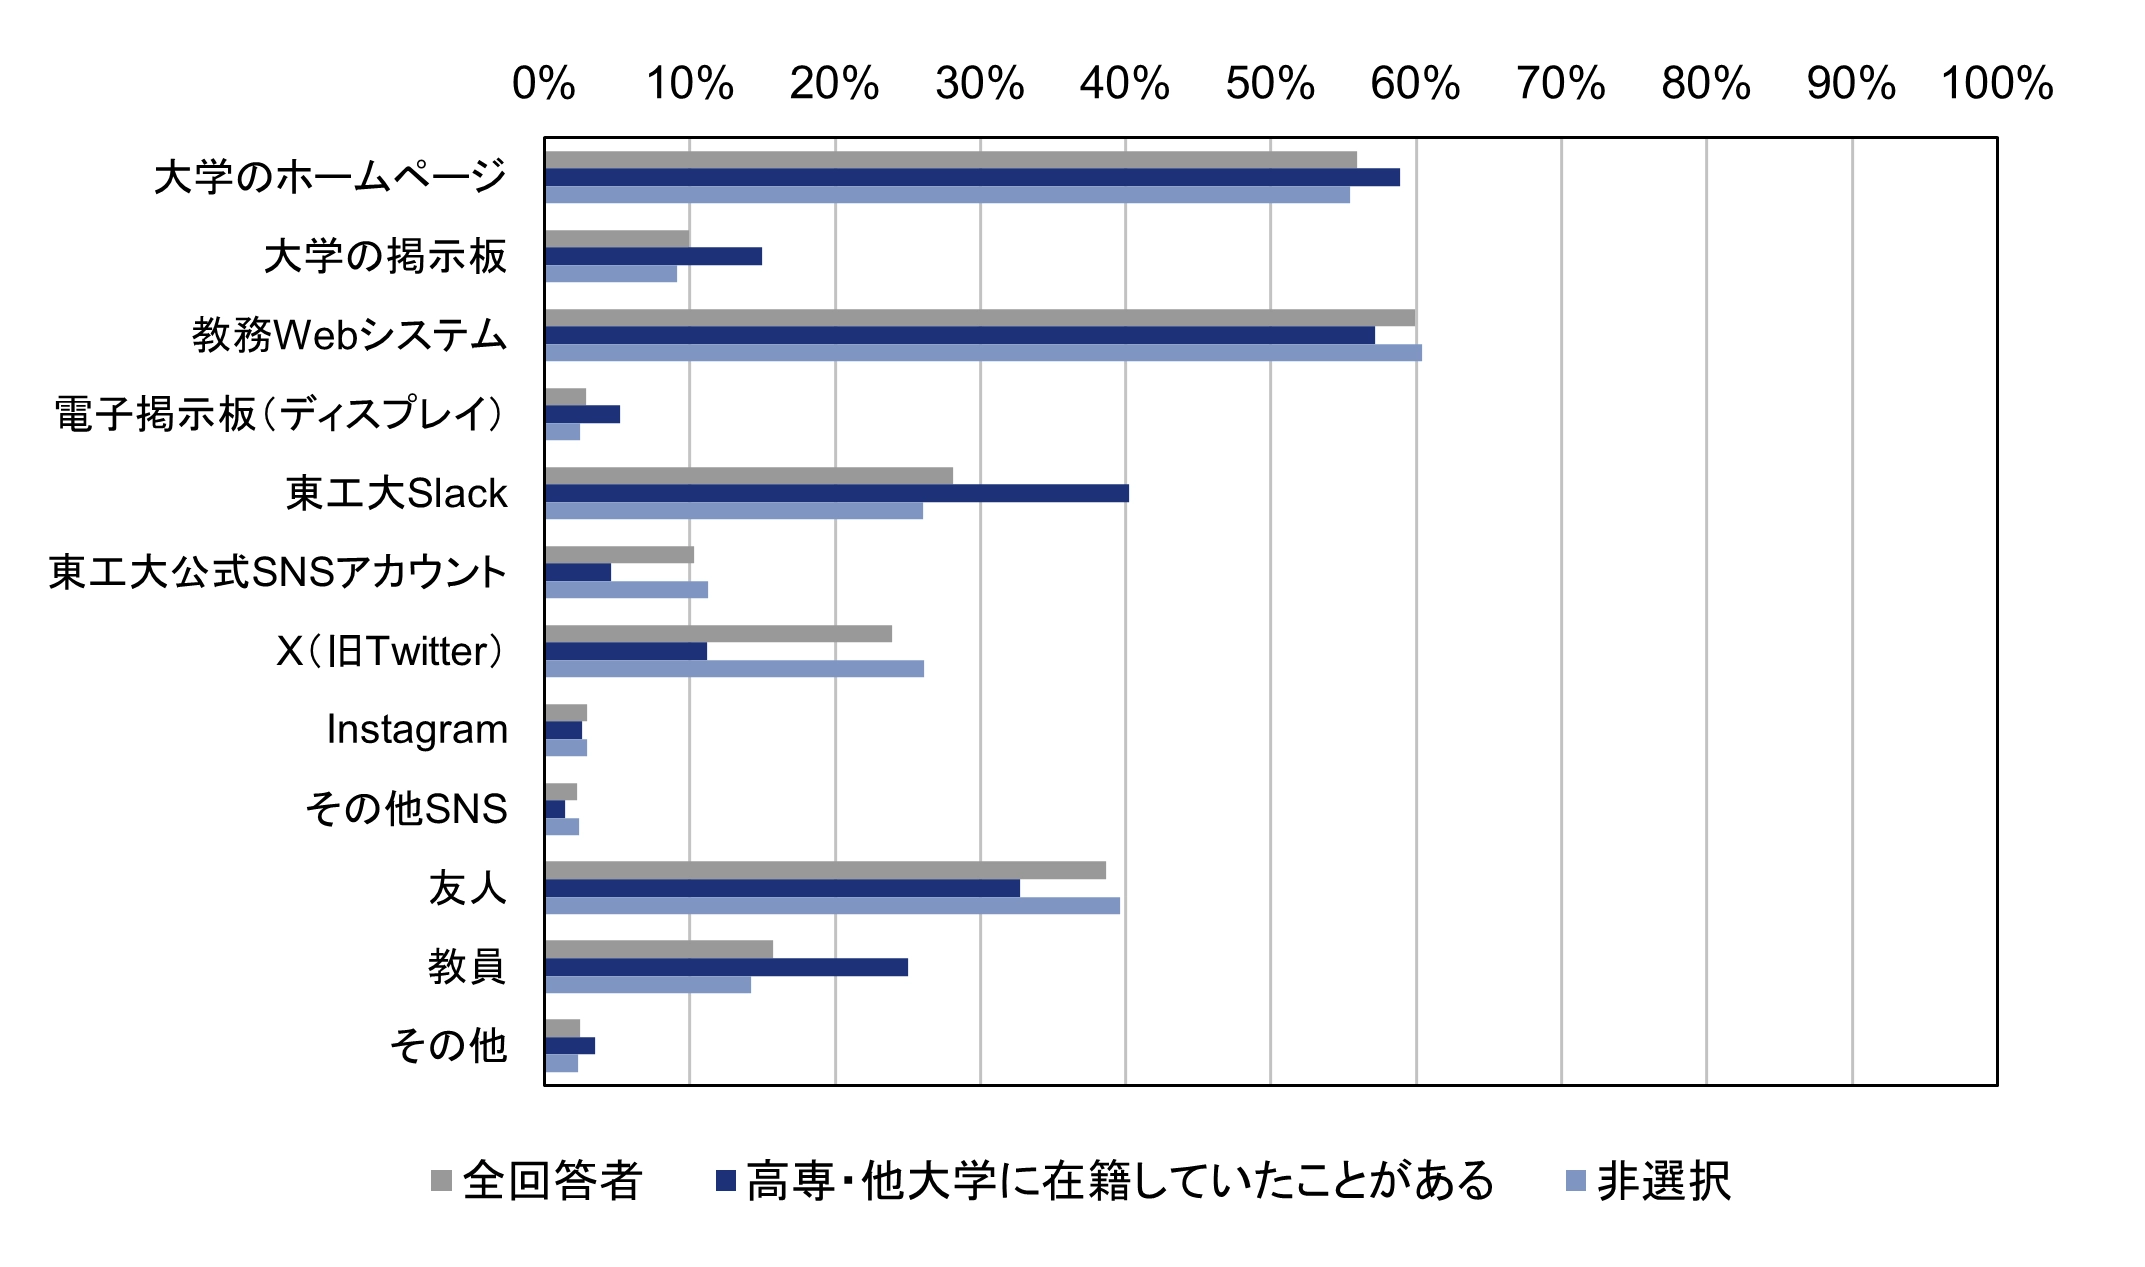 0% 10% 20% 30% 40% 50% 60% 70% 80% 90% 100%
大学のホームページ
大学の掲示板
教務Webシステム
電子掲示板（ディスプレイ）
東工大Slack
東工大公式SNSアカウント
X（旧Twitter）
Instagram
その他SNS
友人
教員
その他
全回答者 高専・他大学に在籍していたことがある 非選択